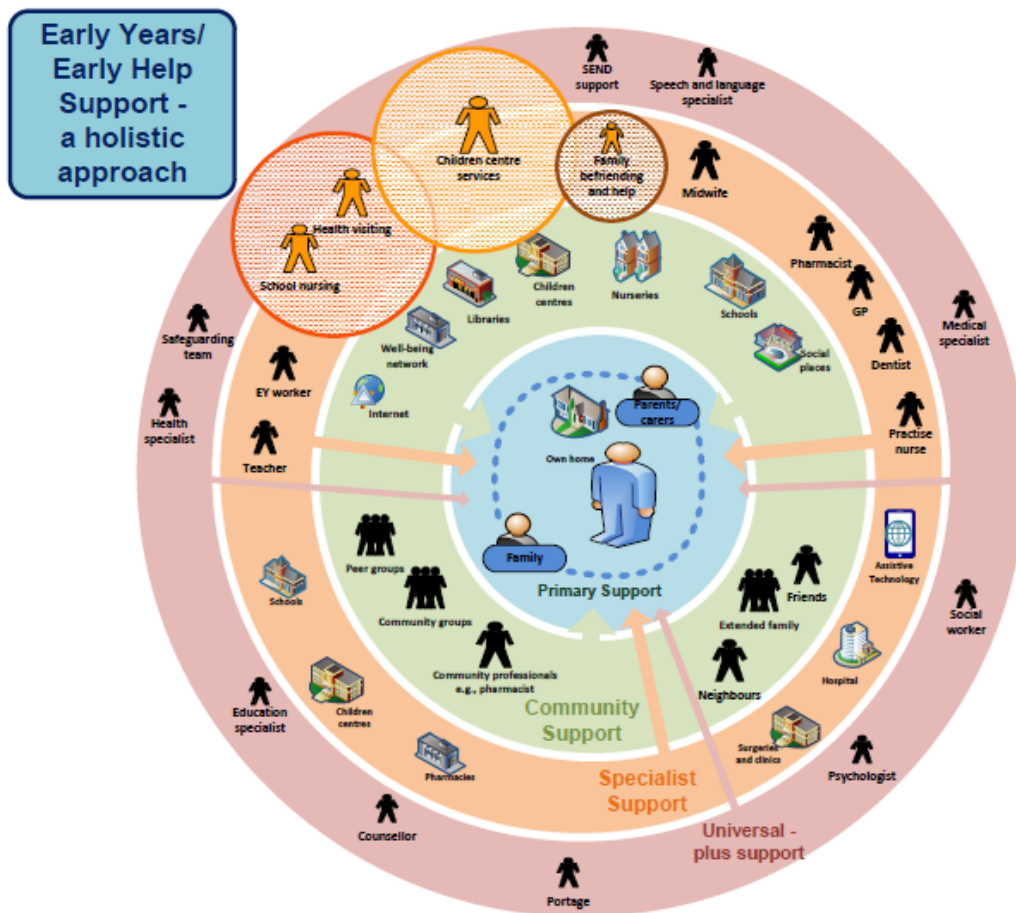 Early Years/
Early Help
Support -
a holistic
approach
SEND
support
Speech and language
specialist
Children centre
services
Family
befriending
and help
Midwife
Health visiting
School nursing
Pharmacist
GP
Dentist
Practise
nurse
Medical
specialist
Safeguarding
team
Health
specialist
EY worker
Teacher
Internet
Well-being
network
Libraries
Children
centres
Nurseries
Schools
Social
places
Own home
Parents/
carers
Family
Primary Support
Peer groups
Community groups
Community professionals
e.g., pharmacist
Friends
Extended family
Neighbours
Community
Support
Assistive
Technology
Hospital
Surgeries
and clinics
Schools
Children
centres
Pharmacies
Specialist
Support
Social
worker
Psychologist
Education
specialist
Counsellor
Portage
Universal -
plus support